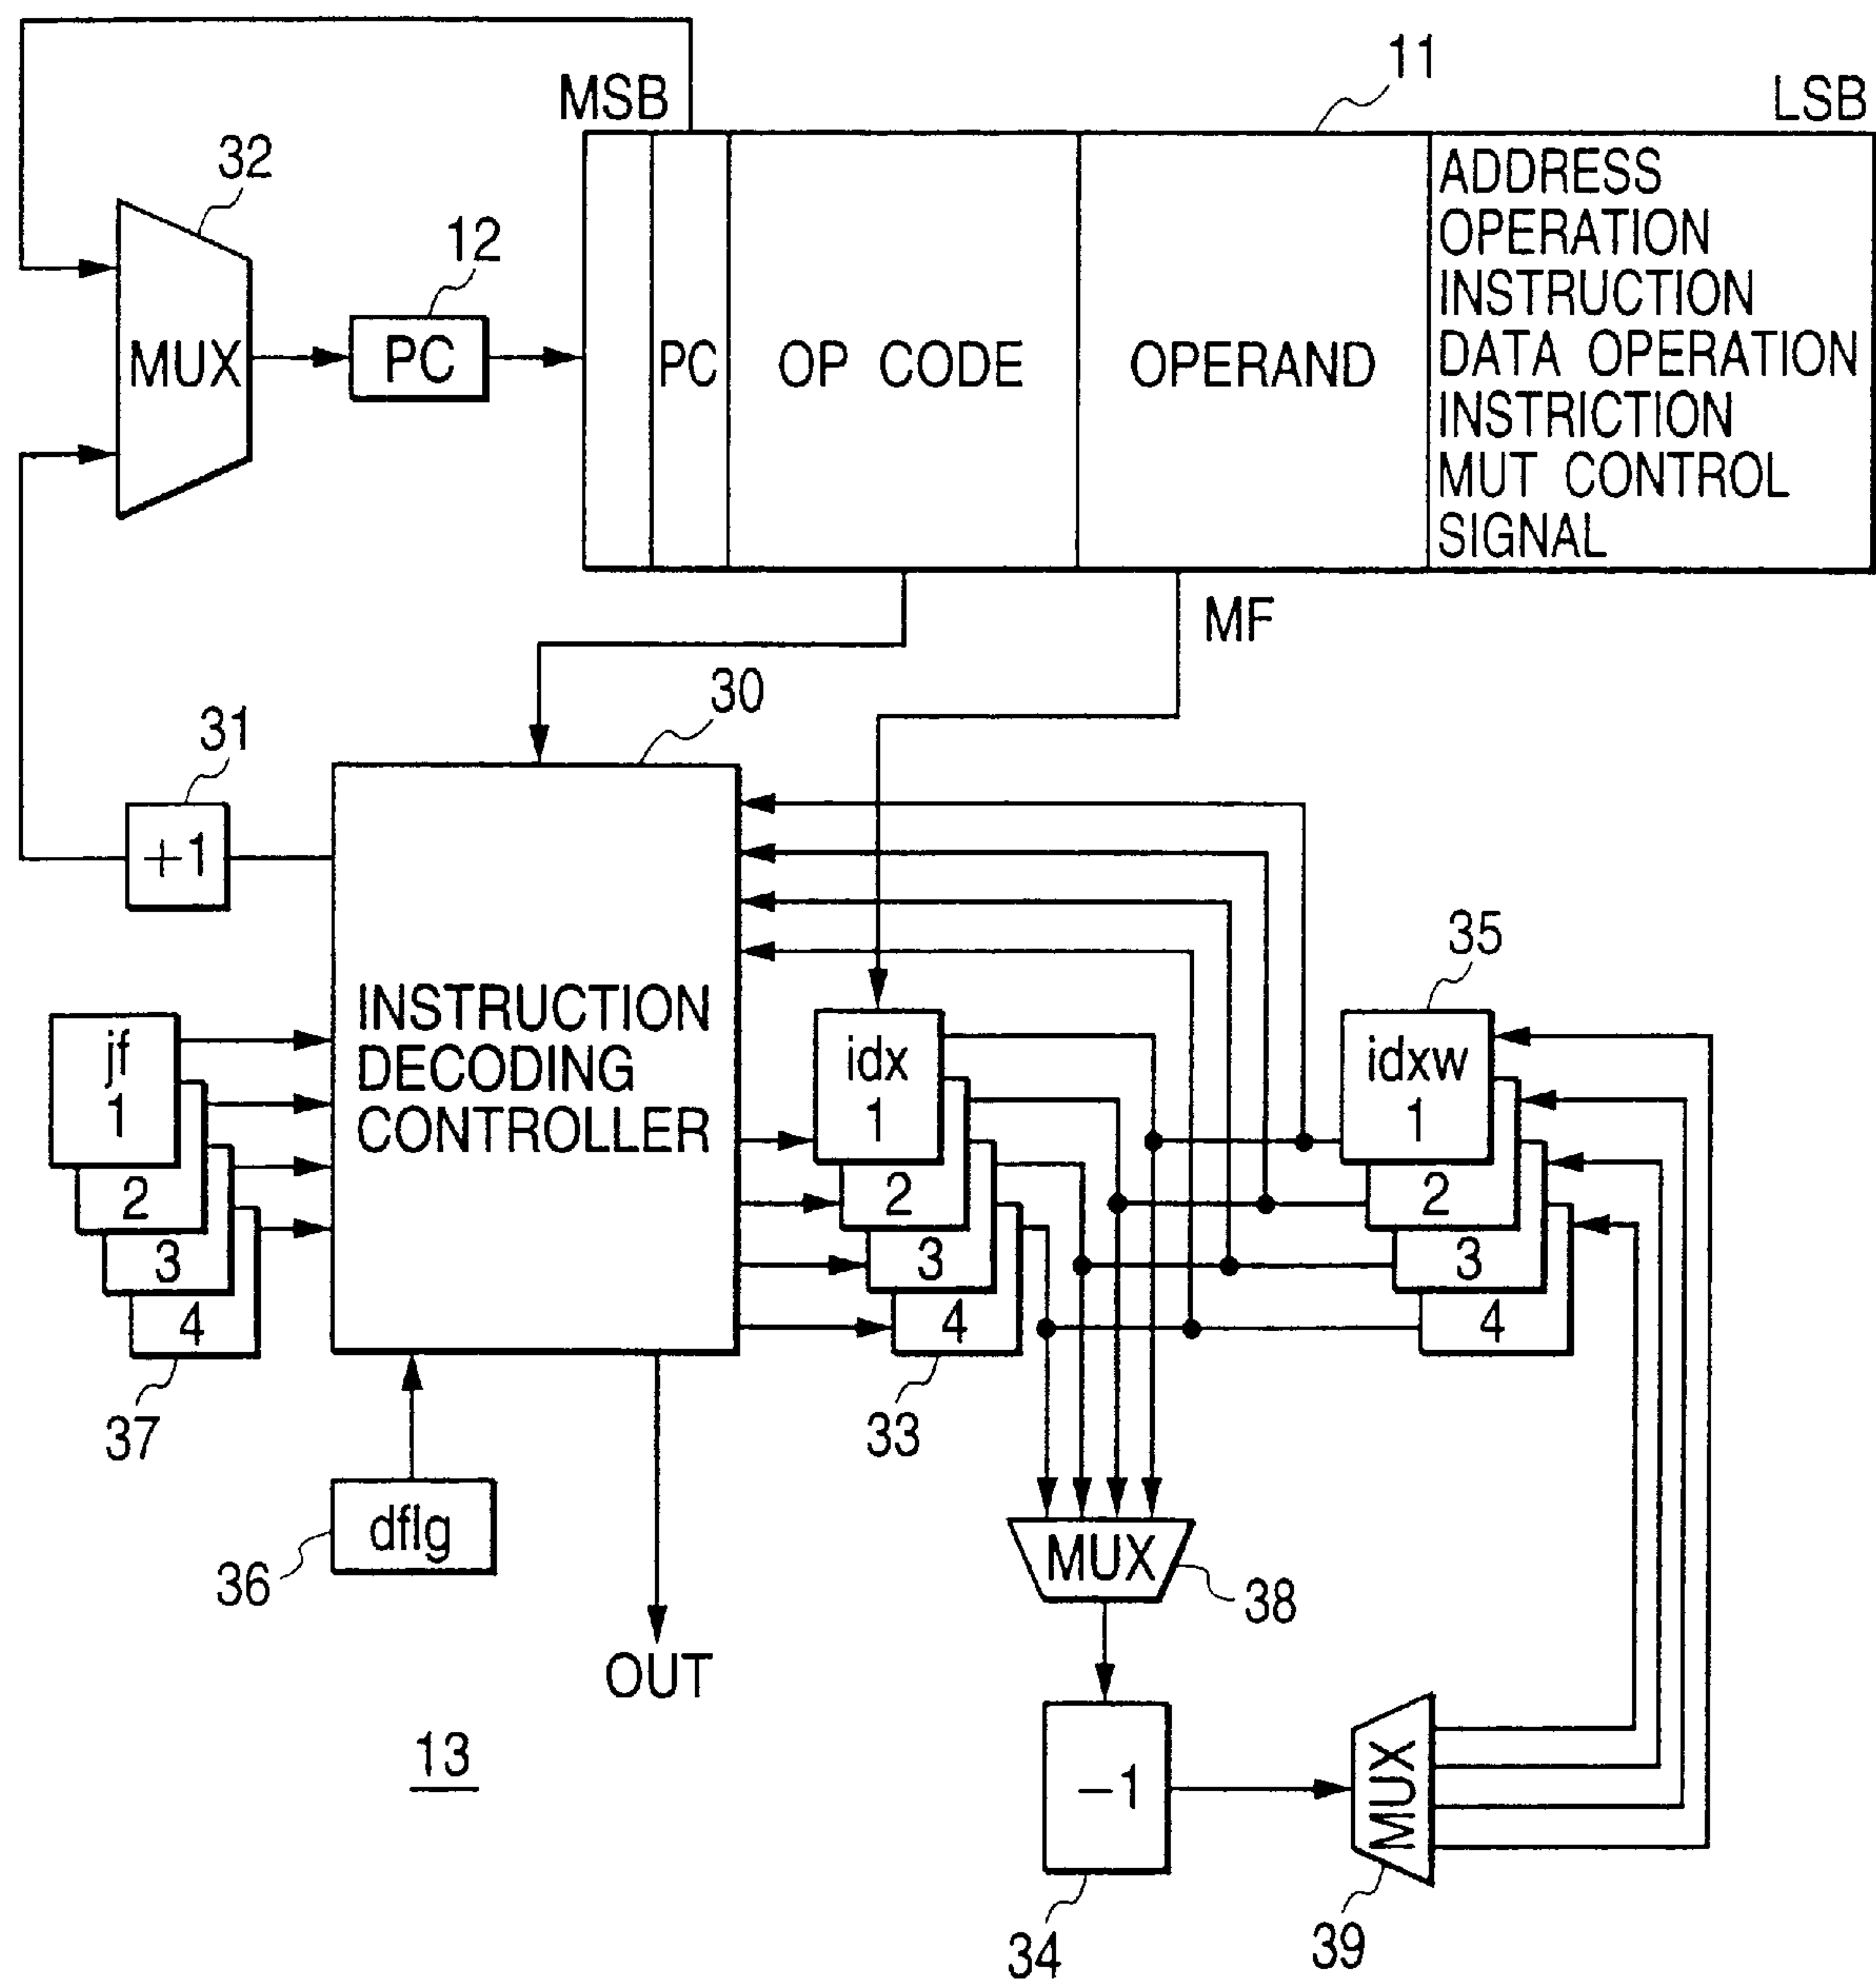 11
MSB
LSB
32
12
MUX
PC
PC
OP CODE
OPERAND
ADDRESS
OPERATION
INSTRUCTION
DATA OPERATION
INSTRICTION
MUT CONTROL
SIGNAL
MF
30
31
+1
INSTRUCTION
DECODING
CONTROLLER
jf
1
2
3
4
37
idx
1
2
3
4
33
35
idxw
1
2
3
4
dflg
36
OUT
MUX
38
13
-1
34
MUX
39